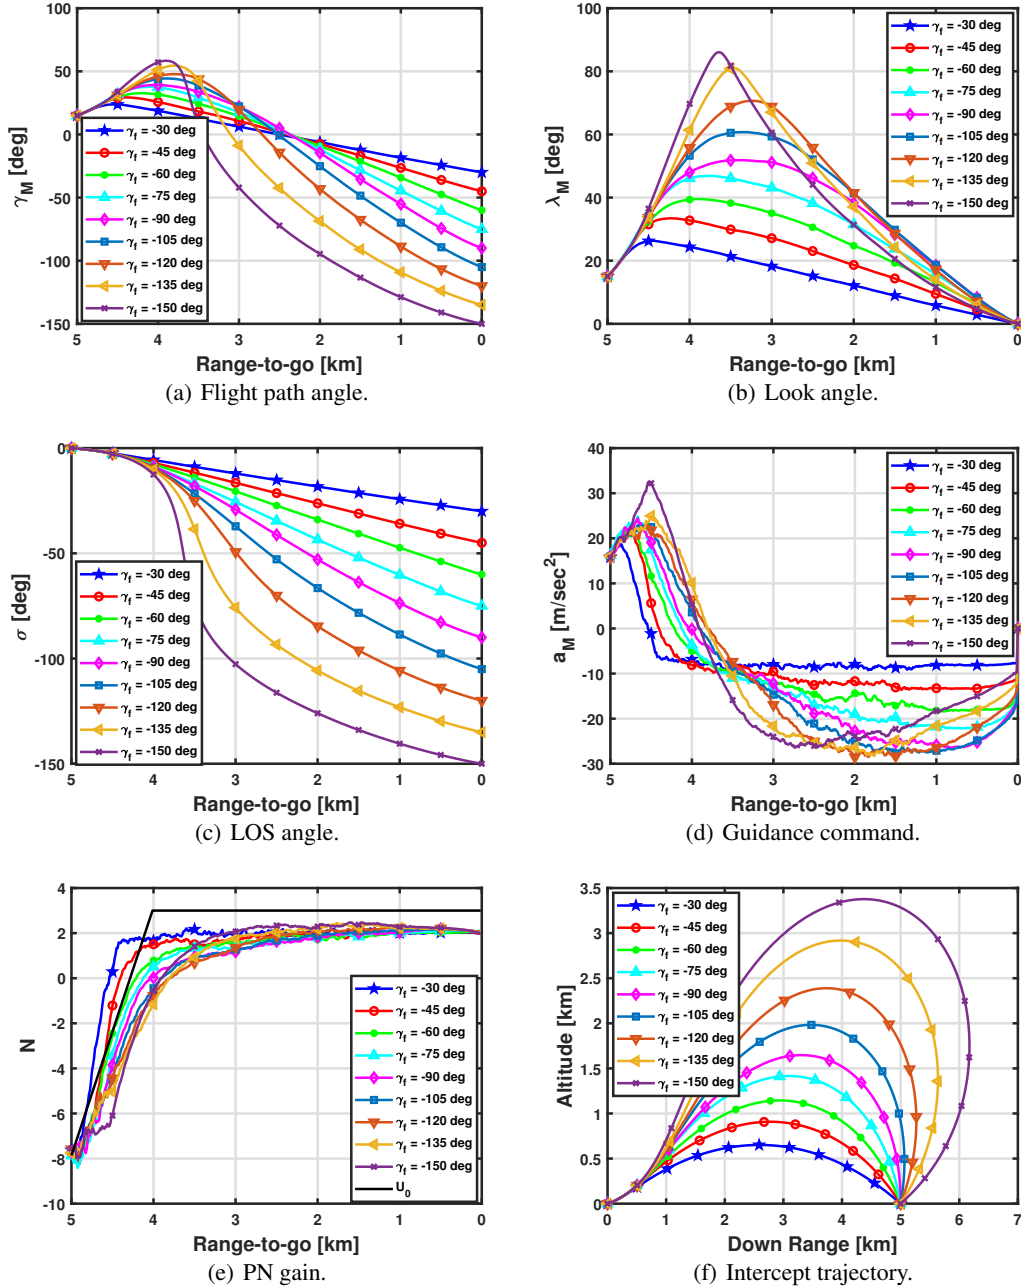 100
50
0
-50
-100
-150
γM [deg]
γf = -30 deg
γf = -45 deg
γf = -60 deg
γf = -75 deg
γf = -90 deg
γf = -105 deg
γf = -120 deg
γf = -135 deg
γf = -150 deg
5 4 3 2 1 0
Range-to-go [km]
(a) Flight path angle.
100
80
60
40
20
0
λM [deg]
γf = -30 deg
γf = -45 deg
γf = -60 deg
γf = -75 deg
γf = -90 deg
γf = -105 deg
γf = -120 deg
γf = -135 deg
γf = -150 deg
5 4 3 2 1 0
Range-to-go [km]
(b) Look angle.
0
-50
-100
-150
σ [deg]
γf = -30 deg
γf = -45 deg
γf = -60 deg
γf = -75 deg
γf = -90 deg
γf = -105 deg
γf = -120 deg
γf = -135 deg
γf = -150 deg
5 4 3 2 1 0
Range-to-go [km]
(c) LOS angle.
40
30
20
10
0
-10
-20
-30
aM [m/sec²]
γf = -30 deg
γf = -45 deg
γf = -60 deg
γf = -75 deg
γf = -90 deg
γf = -105 deg
γf = -120 deg
γf = -135 deg
γf = -150 deg
5 4 3 2 1 0
Range-to-go [km]
(d) Guidance command.
4
2
0
-2
-4
-6
-8
-10
N
γf = -30 deg
γf = -45 deg
γf = -60 deg
γf = -75 deg
γf = -90 deg
γf = -105 deg
γf = -120 deg
γf = -135 deg
γf = -150 deg
U0
5 4 3 2 1 0
Range-to-go [km]
(e) PN gain.
3.5
3
2.5
2
1.5
1
0.5
0
Altitude [km]
γf = -30 deg
γf = -45 deg
γf = -60 deg
γf = -75 deg
γf = -90 deg
γf = -105 deg
γf = -120 deg
γf = -135 deg
γf = -150 deg
0 1 2 3 4 5 6 7
Down Range [km]
(f) Intercept trajectory.